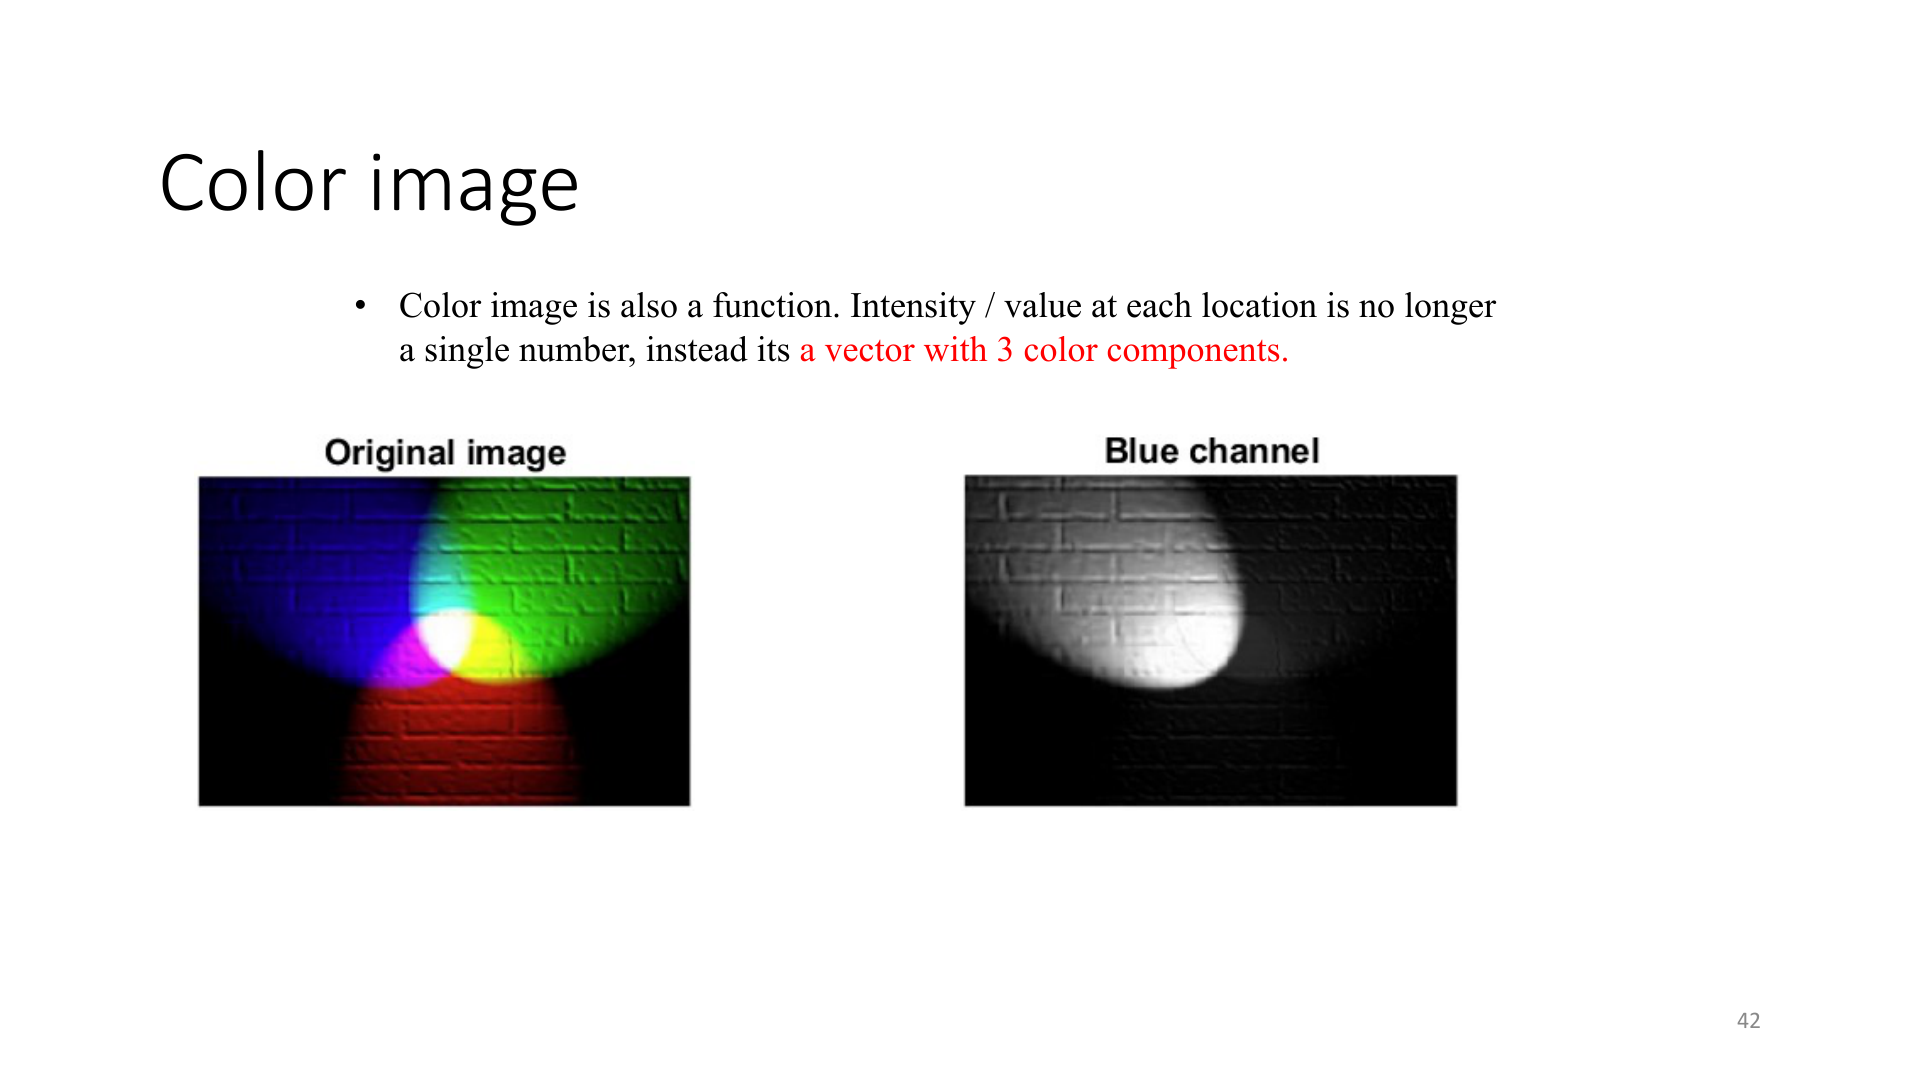 Color image
• Color image is also a function. Intensity / value at each location is no longer
a single number, instead its a vector with 3 color components.
Original image
Blue channel
42